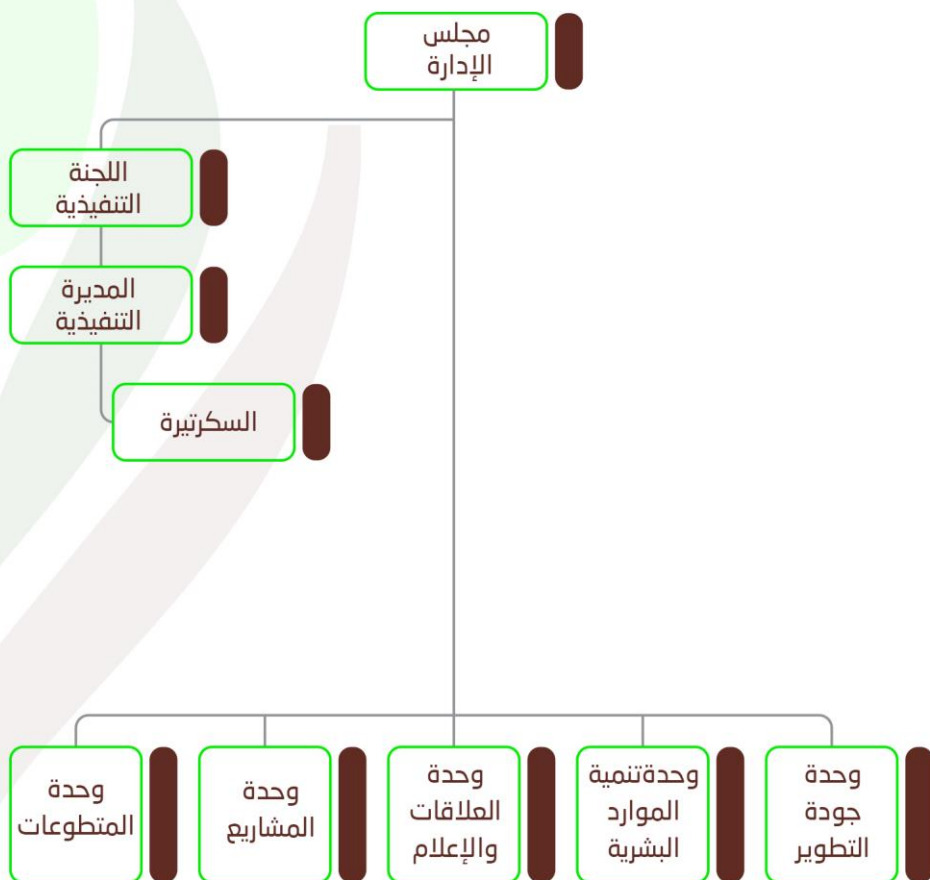 مجلس
الإدارة
اللجنة
التنفيذية
المديرة
التنفيذية
السكرتيرة
وحدة
جودة
التطوير
وحدةتنمية
الموارد
البشرية
وحدة
العلاقات
والإعلام
وحدة
المشاريع
وحدة
المتطوعات